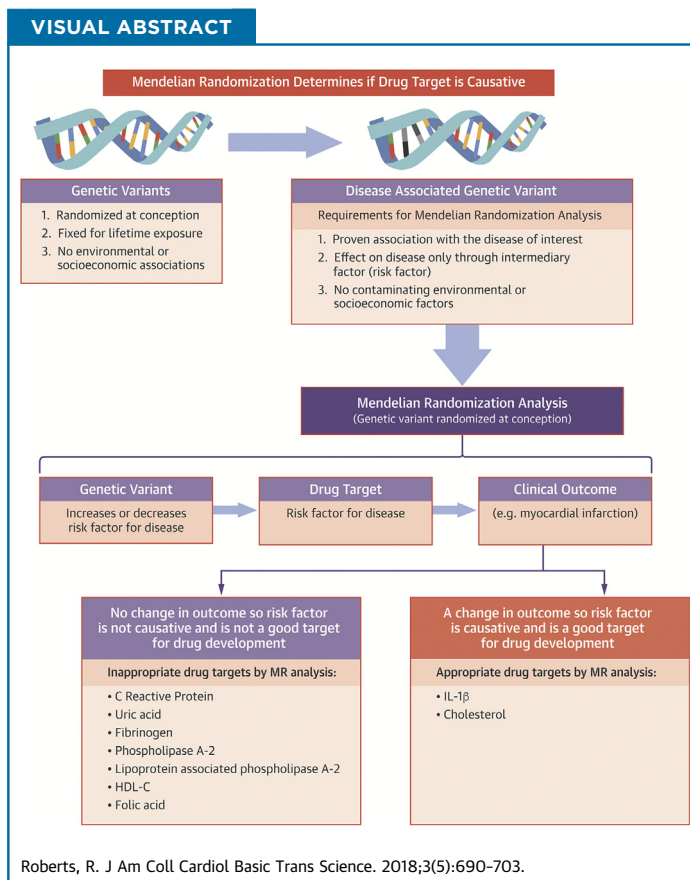 VISUAL ABSTRACT
Mendelian Randomization Determines if Drug Target is Causative
Genetic Variants
1. Randomized at conception
2. Fixed for lifetime exposure
3. No environmental or
socioeconomic associations
Disease Associated Genetic Variant
Requirements for Mendelian Randomization Analysis
1. Proven association with the disease of interest
2. Effect on disease only through intermediary
factor (risk factor)
3. No contaminating environmental or
socioeconomic factors
Mendelian Randomization Analysis
(Genetic variant randomized at conception)
Genetic Variant
Increases or decreases
risk factor for disease
Drug Target
Risk factor for disease
Clinical Outcome
(e.g. myocardial infarction)
No change in outcome so risk factor
is not causative and is not a good target
for drug development
Inappropriate drug targets by MR analysis:
• C Reactive Protein
• Uric acid
• Fibrinogen
• Phospholipase A-2
• Lipoprotein associated phospholipase A-2
• HDL-C
• Folic acid
A change in outcome so risk factor
is causative and is a good target
for drug development
Appropriate drug targets by MR analysis:
• IL-1β
• Cholesterol
Roberts, R. J Am Coll Cardiol Basic Trans Science. 2018;3(5):690-703.